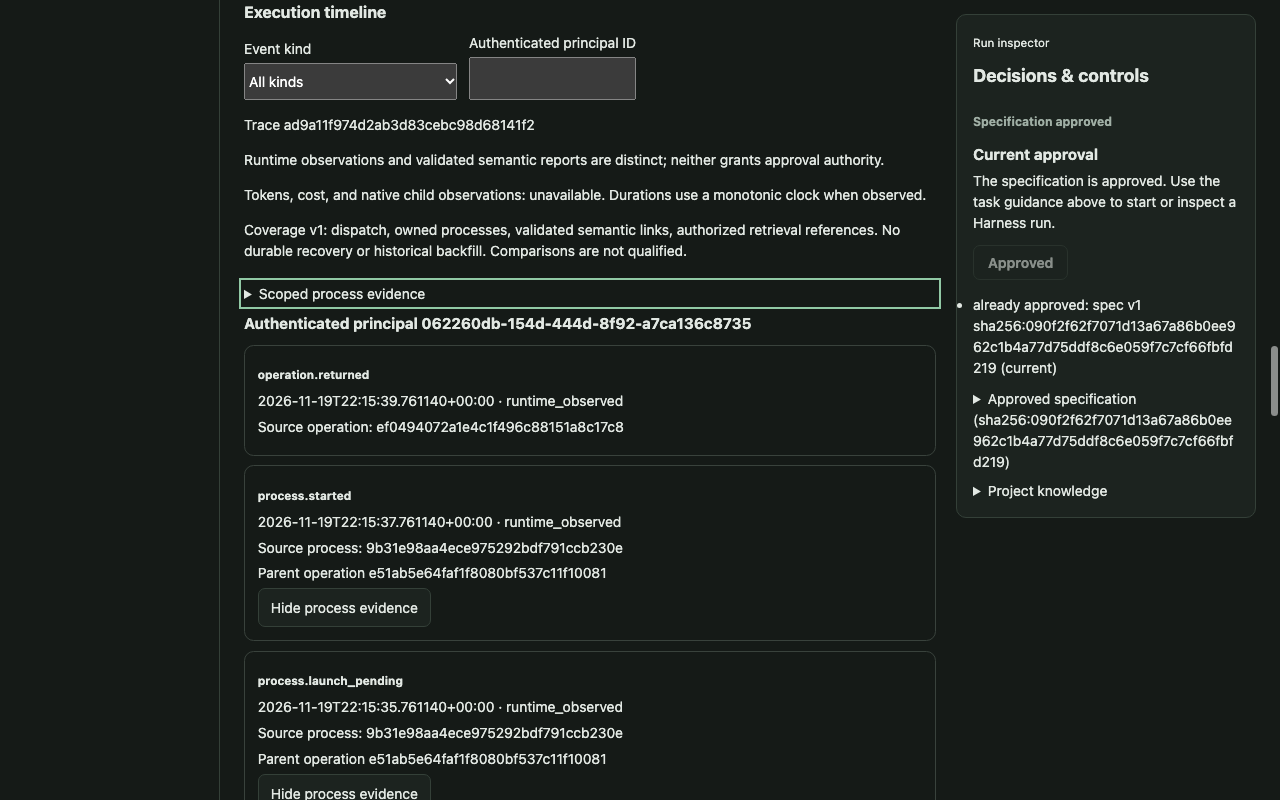 Execution timeline
Event kind
Authenticated principal ID
All kinds
Trace ad9a11f974d2ab3d83cebc98d68141f2
Runtime observations and validated semantic reports are distinct; neither grants approval authority.
Tokens, cost, and native child observations: unavailable. Durations use a monotonic clock when observed.
Coverage v1: dispatch, owned processes, validated semantic links, authorized retrieval references. No
durable recovery or historical backfill. Comparisons are not qualified.
Scoped process evidence
Authenticated principal 062260db-154d-444d-8f92-a7ca136c8735
operation.returned
2026-11-19T22:15:39.761140+00:00 · runtime_observed
Source operation: ef0494072a1e4c1f496c88151a8c17c8
process.started
2026-11-19T22:15:37.761140+00:00 · runtime_observed
Source process: 9b31e98aa4ece975292bdf791ccb230e
Parent operation e51ab5e64faf1f8080bf537c11f10081
Hide process evidence
process.launch_pending
2026-11-19T22:15:35.761140+00:00 · runtime_observed
Source process: 9b31e98aa4ece975292bdf791ccb230e
Parent operation e51ab5e64faf1f8080bf537c11f10081
Hide process evidence
Run inspector
Decisions & controls
Specification approved
Current approval
The specification is approved. Use the
task guidance above to start or inspect a
Harness run.
Approved
already approved: spec v1
sha256:090f2f62f7071d13a67a86b0ee9
62c1b4a77d75ddf8c6e059f7c7cf66fbfd
219 (current)
Approved specification
(sha256:090f2f62f7071d13a67a86b0ee
962c1b4a77d75ddf8c6e059f7c7cf66fbf
d219)
Project knowledge